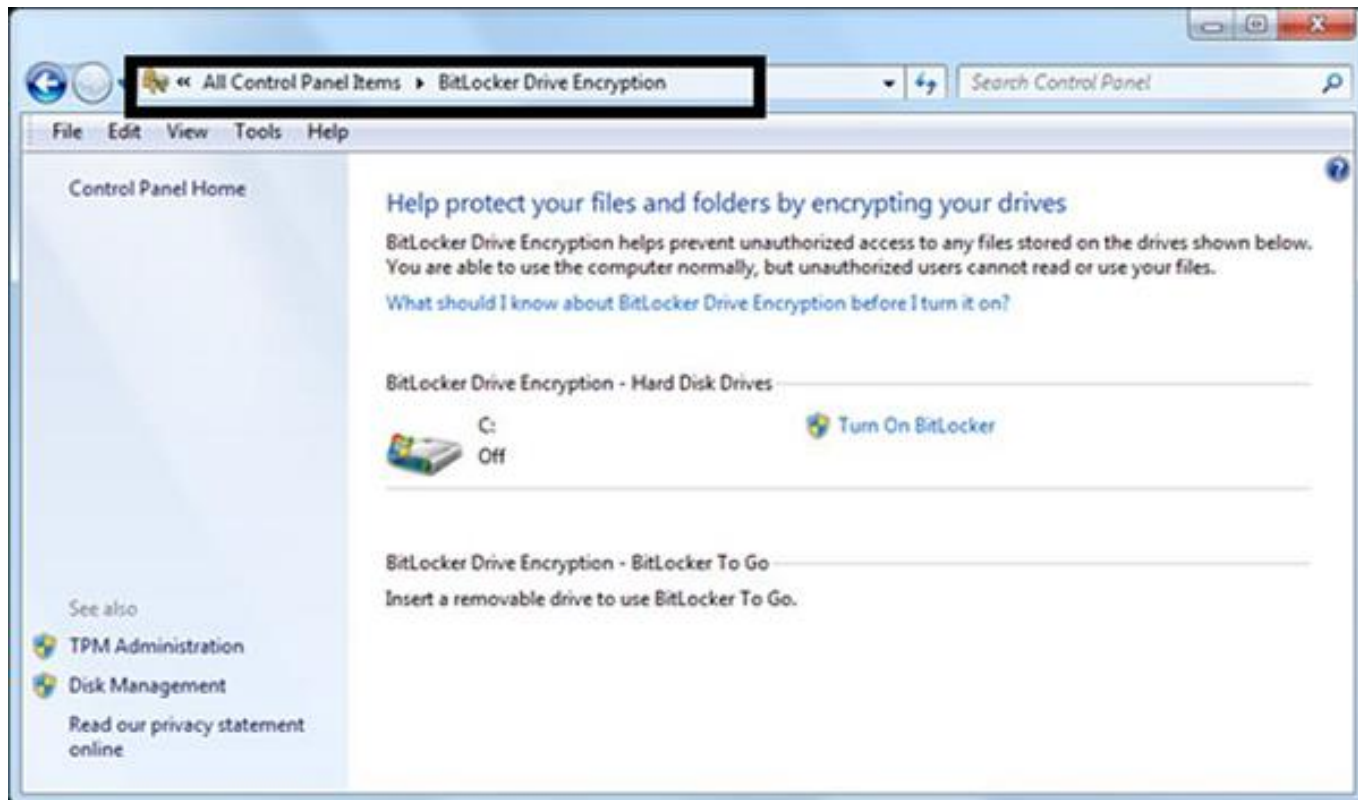 « All Control Panel Items ▸ BitLocker Drive Encryption
Search Control Panel
File Edit View Tools Help
Control Panel Home
Help protect your files and folders by encrypting your drives
BitLocker Drive Encryption helps prevent unauthorized access to any files stored on the drives shown below.
You are able to use the computer normally, but unauthorized users cannot read or use your files.
What should I know about BitLocker Drive Encryption before I turn it on?
BitLocker Drive Encryption - Hard Disk Drives
C:
Off
Turn On BitLocker
BitLocker Drive Encryption - BitLocker To Go
Insert a removable drive to use BitLocker To Go.
See also
TPM Administration
Disk Management
Read our privacy statement
online